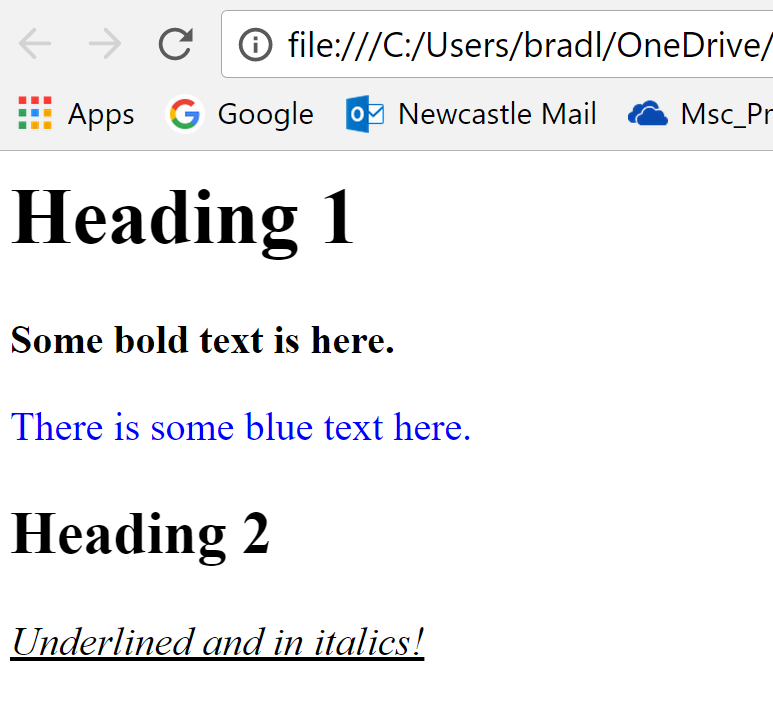 file:///C:/Users/bradl/OneDrive/
Apps Google Newcastle Mail Msc_Pr
Heading 1
Some bold text is here.
There is some blue text here.
Heading 2
Underlined and in italics!